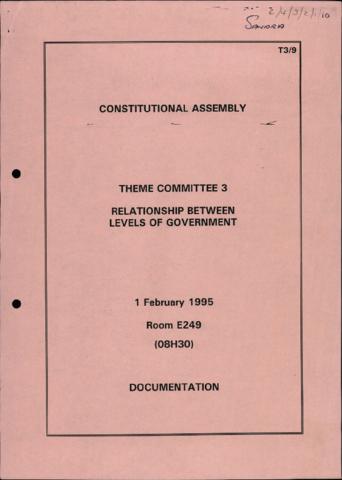 2/4/3/2/1/10
Sandra
T3/9
CONSTITUTIONAL ASSEMBLY
THEME COMMITTEE 3
RELATIONSHIP BETWEEN
LEVELS OF GOVERNMENT
1 February 1995
Room E249
(08H30)
DOCUMENTATION